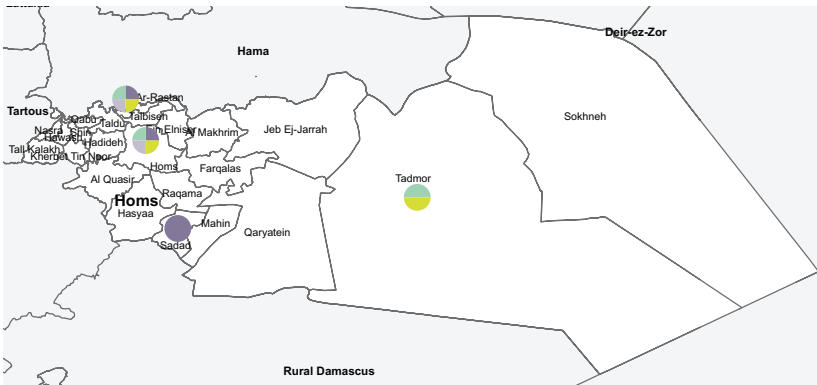 Deir-ez-Zor
Hama
Ar-Rastan
Tartous
Talbiseh
Sokhneh
Qabu
Taldu
Nasra
Shin
Jeb Ej-Jarrah
Makhrim
Hawash
Hadideh
Tall Kalakh
Kherbet Tin Noor
Homs
Farqalas
Al Quasir
Tadmor
Raqama
Homs
Hasyaa
Mahin
Qaryatein
Sadad
Rural Damascus